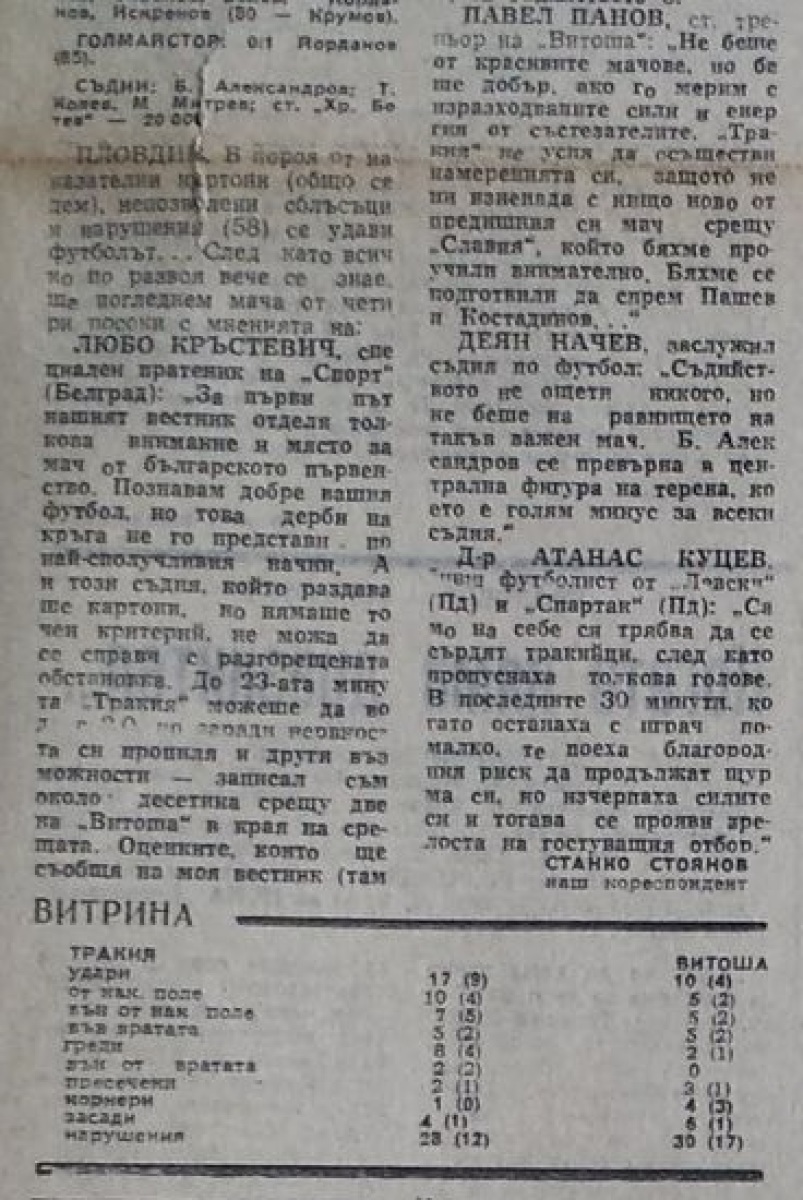 нов, Искренов (80 — Крумов).
ГОЛМАЙСТОР: 0:1 Йорданов
(85).
СЪДИИ: Б. Александров; Т.
Колев, М. Митрев; ст. „Хр. Бо
тев“ — 20 000
ПЛОВДИВ. В пороя от на
казателни картони (общо се
дем), непозволени сблъсъци
и нарушения (58) се удави
футболът... След като всич
ко по развоя вече се знае,
ще погледнем мача от чети
ри посоки с мненията на:
ЛЮБО КРЪСТЕВИЧ, спе
циален пратеник на „Спорт“
(Белград): „За първи път
нашият вестник отделя тол-
кова внимание и място за
мач от българското първен-
ство. Познавам добре вашия
футбол, но това дерби на
кръга не го представи по
най-сполучливия начин. А
и този съдия, който раздава
ше картони, но нямаше то
чен критерий, не можа да
се справи с разгорещената
обстановка. До 23-ата мину
та „Тракия“ можеше да во
но заради нервност
та си пропиля и други въз
можности — записал съм
около десетина срещу две
на „Витоша“ в края на сре-
щата. Оценките, които ще
съобщя на моя вестник (там
ПАВЕЛ ПАНОВ, ст. тре-
ньор на „Витоша“: „Не беше
от красивите мачове, но бе
ше добър, ако го мерим с
изразходваните сили и енер
гия от състезателите. „Тра-
кия“ не успя да осъществи
намеренията си, защото не
ни изненада с нищо ново от
предишния си мач срещу
„Славия“, който бяхме про-
учили внимателно. Бяхме се
подготвили да спрем Пашев
и Костадинов...“
ДЕЯН НАЧЕВ, заслужил
съдия по футбол: „Съдийст-
вото не ощети никого, но
не беше на равнището на
такъв важен мач. Б. Алек
сандров се превърна в цен-
трална фигура на терена, ко
ето е голям минус за всеки
съдия.“
Д-р АТАНАС КУЦЕВ,
бивш футболист от „Левски“
(Пд) и „Спартак“ (Пд): „Са
мо на себе си трябва да се
сърдят тракийци, след като
пропуснаха толкова голове.
В последните 30 минути, ко
гато останаха с играч по-
малко, те поеха благород-
ния риск да продължат щур
ма си, но изчерпаха силите
си и тогава се прояви зре-
лостта на гостуващия отбор.“
СТАНКО СТОЯНОВ
наш кореспондент
ВИТРИНА
ТРАКИЯ ВИТОША
удари 17 (9) 10 (4)
от нак. поле 10 (4) 5 (2)
вън от нак. поле 7 (5) 5 (2)
във вратата 5 (2) 5 (2)
греди 8 (4) 2 (1)
вън от вратата 2 (2) 0
пресечени 2 (1) 3 (1)
корнери 1 (0) 4 (3)
засади 4 (1) 6 (1)
нарушения 28 (12) 30 (17)